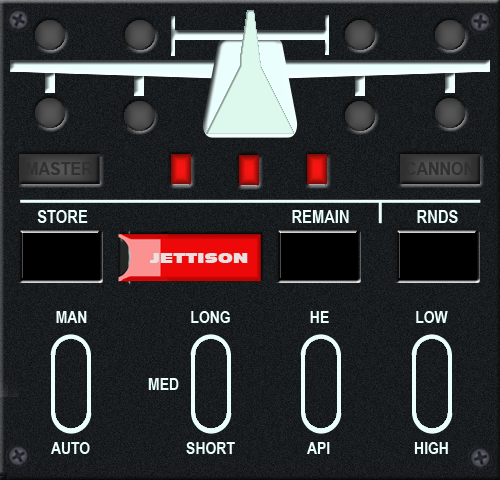 MASTER CANNON
STORE REMAIN RNDS
JETTISON
MAN LONG HE LOW
MED
AUTO SHORT API HIGH